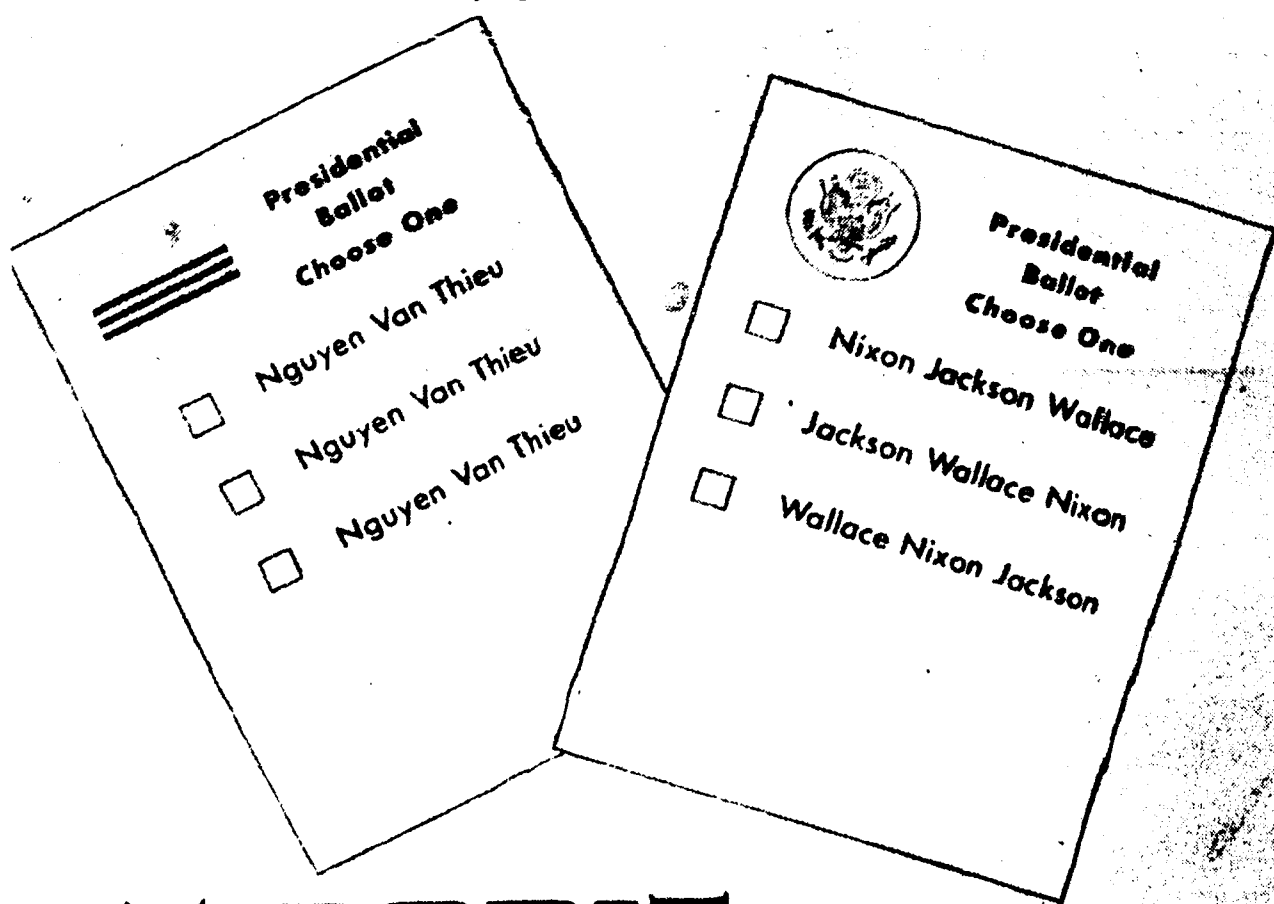 Presidential
Ballot
Choose One
Nguyen Van Thieu
Nguyen Van Thieu
Nguyen Van Thieu
Presidential
Ballot
Choose One
Nixon Jackson Wallace
Jackson Wallace Nixon
Wallace Nixon Jackson